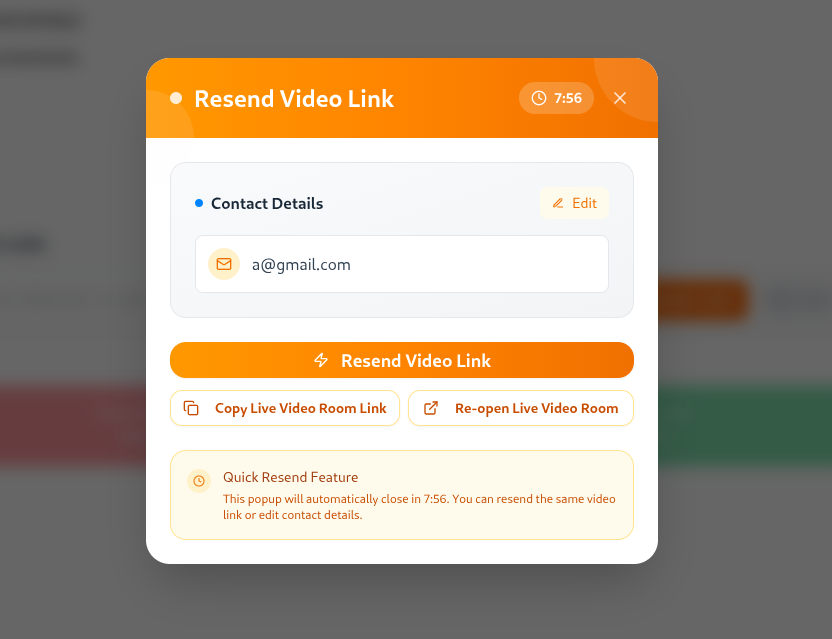 Resend Video Link
7:56
Contact Details
Edit
a@gmail.com
Resend Video Link
Copy Live Video Room Link
Re-open Live Video Room
Quick Resend Feature
This popup will automatically close in 7:56. You can resend the same video
link or edit contact details.